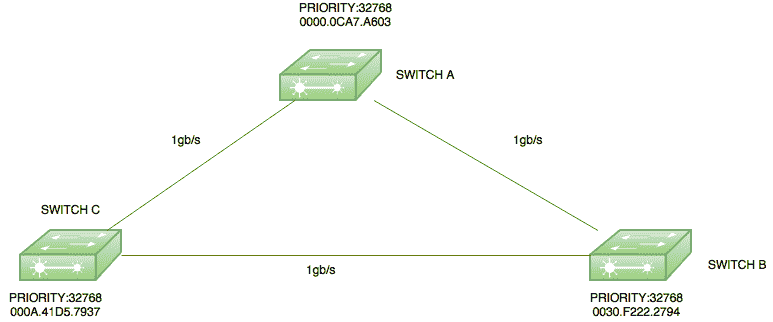 PRIORITY:32768
0000.0CA7.A603
SWITCH A
1gb/s
1gb/s
SWITCH C
1gb/s
SWITCH B
PRIORITY:32768
000A.41D5.7937
PRIORITY:32768
0030.F222.2794